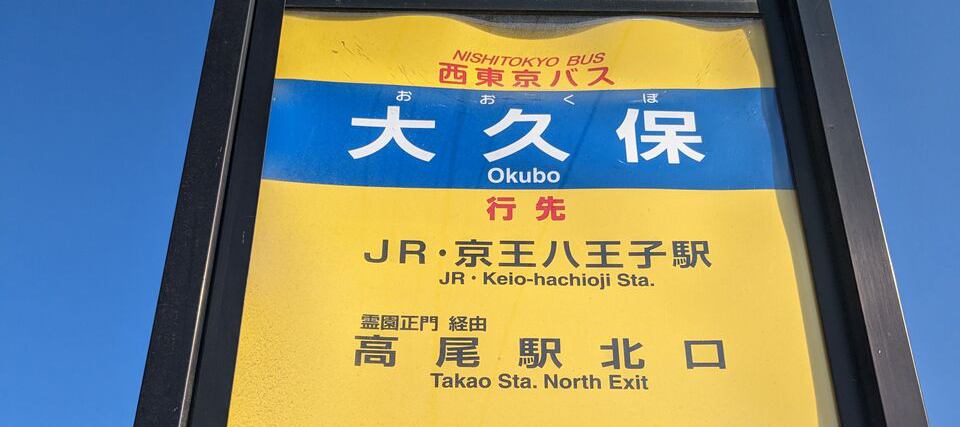 NISHITOKYO BUS
西東京バス
おおくぼ
大久保
Okubo
行先
JR・京王八王子駅
JR・Keio-hachioji Sta.
霊園正門 経由
高尾駅北口
Takao Sta. North Exit